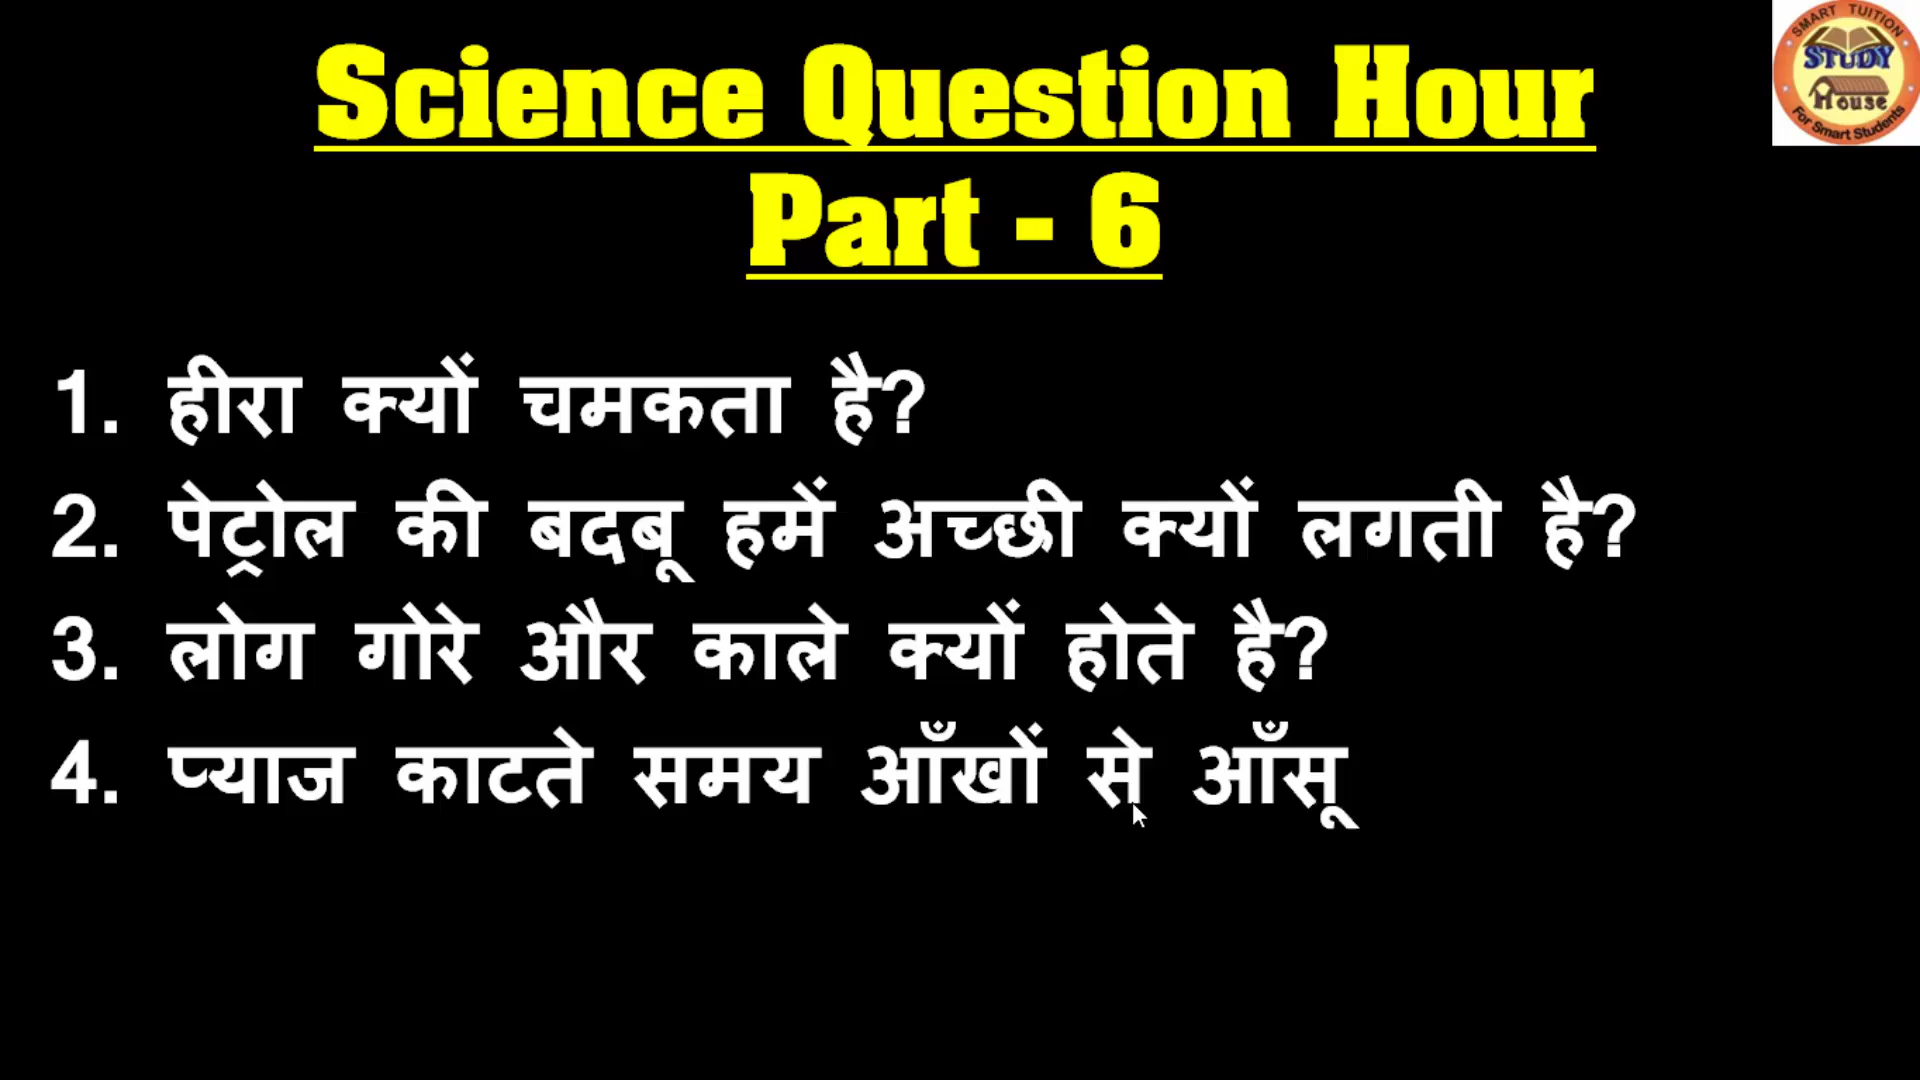 Science Question Hour
Part - 6
SMART TUITION
STUDY
House
For Smart Students
1. हीरा क्यों चमकता है?
2. पेट्रोल की बदबू हमें अच्छी क्यों लगती है?
3. लोग गोरे और काले क्यों होते है?
4. प्याज काटते समय आँखों से आँसू